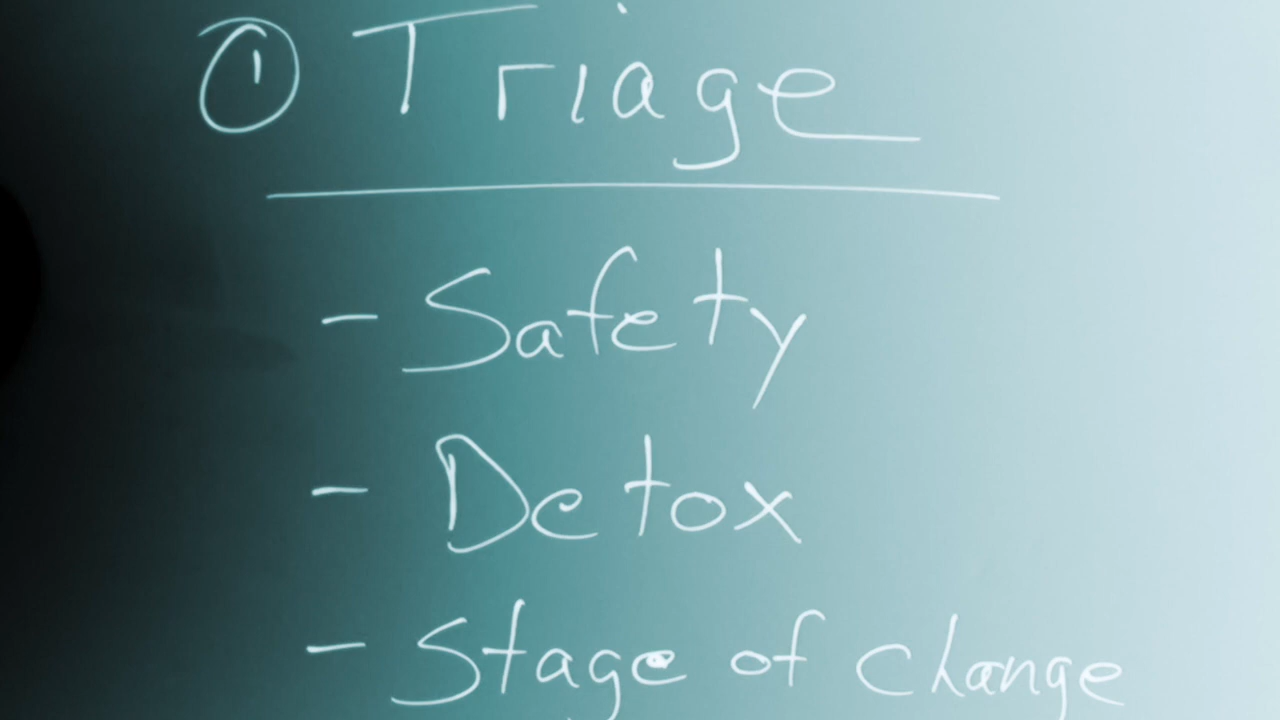 ① Triage
- Safety
- Detox
- Stage of change